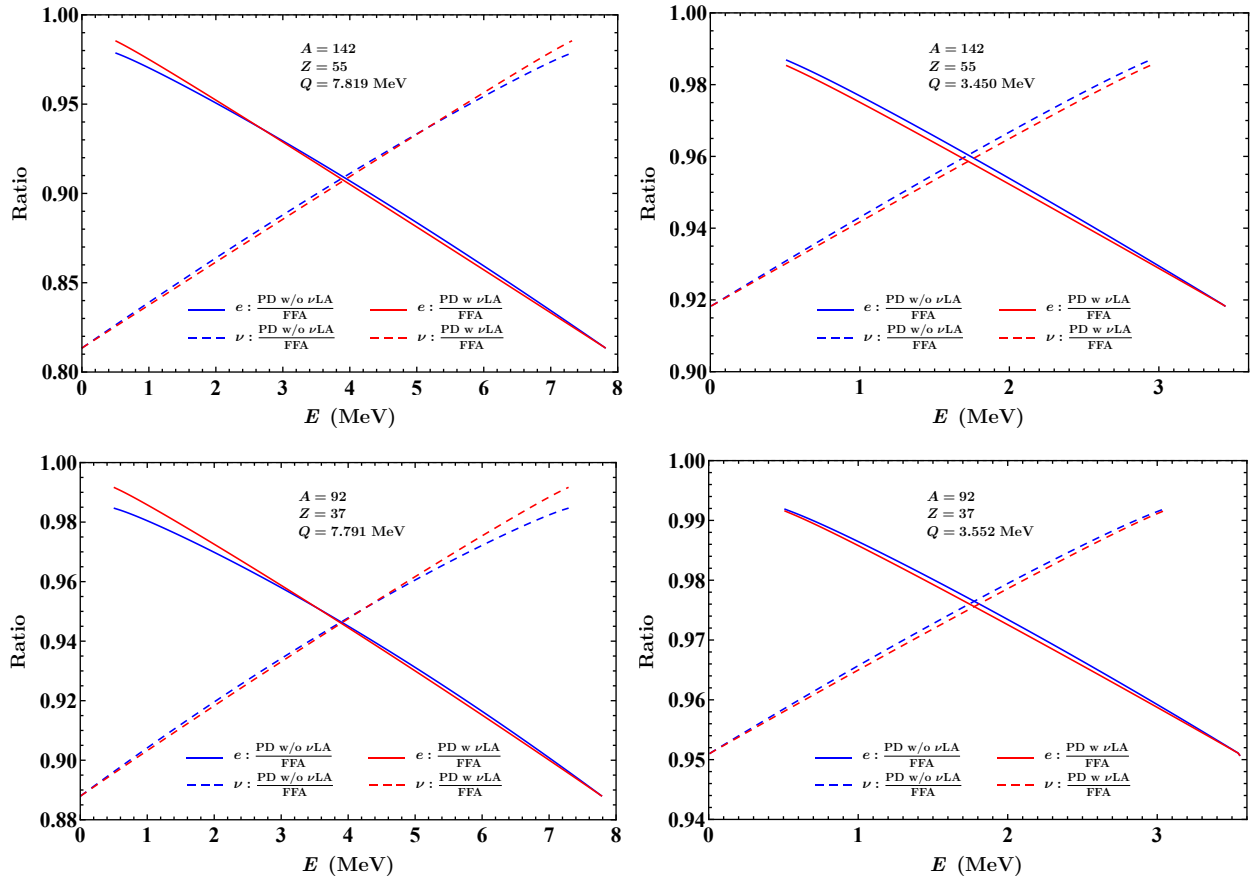 1.00
0.95
0.90
0.85
0.80
Ratio
A = 142
Z = 55
Q = 7.819 MeV
e : PD w/o νLA / FFA
e : PD w νLA / FFA
ν : PD w/o νLA / FFA
ν : PD w νLA / FFA
0 1 2 3 4 5 6 7 8
E (MeV)
1.00
0.98
0.96
0.94
0.92
0.90
Ratio
A = 142
Z = 55
Q = 3.450 MeV
e : PD w/o νLA / FFA
e : PD w νLA / FFA
ν : PD w/o νLA / FFA
ν : PD w νLA / FFA
0 1 2 3
E (MeV)
1.00
0.98
0.96
0.94
0.92
0.90
0.88
Ratio
A = 92
Z = 37
Q = 7.791 MeV
e : PD w/o νLA / FFA
e : PD w νLA / FFA
ν : PD w/o νLA / FFA
ν : PD w νLA / FFA
0 1 2 3 4 5 6 7 8
E (MeV)
1.00
0.99
0.98
0.97
0.96
0.95
0.94
Ratio
A = 92
Z = 37
Q = 3.552 MeV
e : PD w/o νLA / FFA
e : PD w νLA / FFA
ν : PD w/o νLA / FFA
ν : PD w νLA / FFA
0 1 2 3
E (MeV)